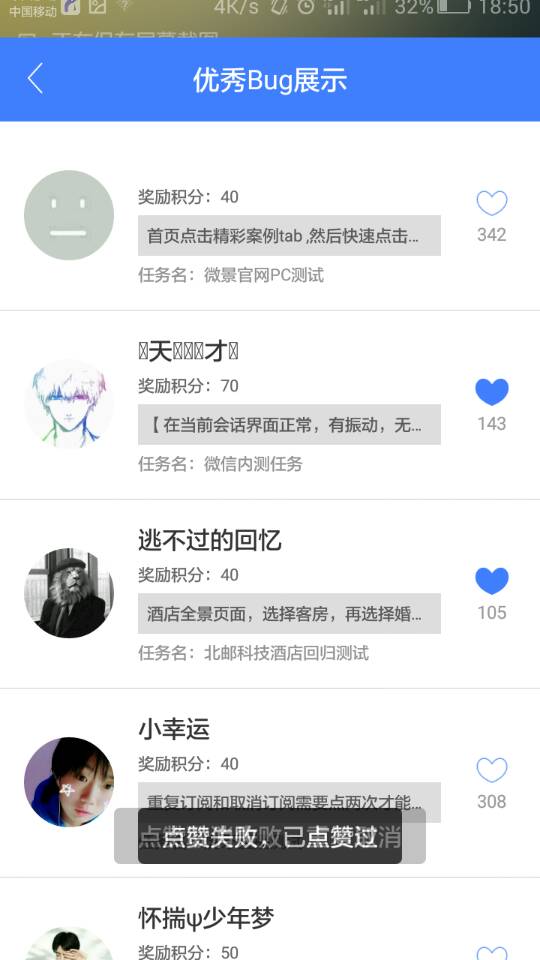 中国移动
4K/s
32%
18:50
优秀Bug展示
奖励积分：40
首页点击精彩案例tab ,然后快速点击...
342
任务名：微景官网PC测试
天才
奖励积分：70
【 在当前会话界面正常，有振动，无...
143
任务名：微信内测任务
逃不过的回忆
奖励积分：40
酒店全景页面，选择客房，再选择婚...
105
任务名：北邮科技酒店回归测试
小幸运
奖励积分：40
重复订阅和取消订阅需要点两次才能...
308
点赞失败，已点赞过
怀揣ψ少年梦
奖励积分：50